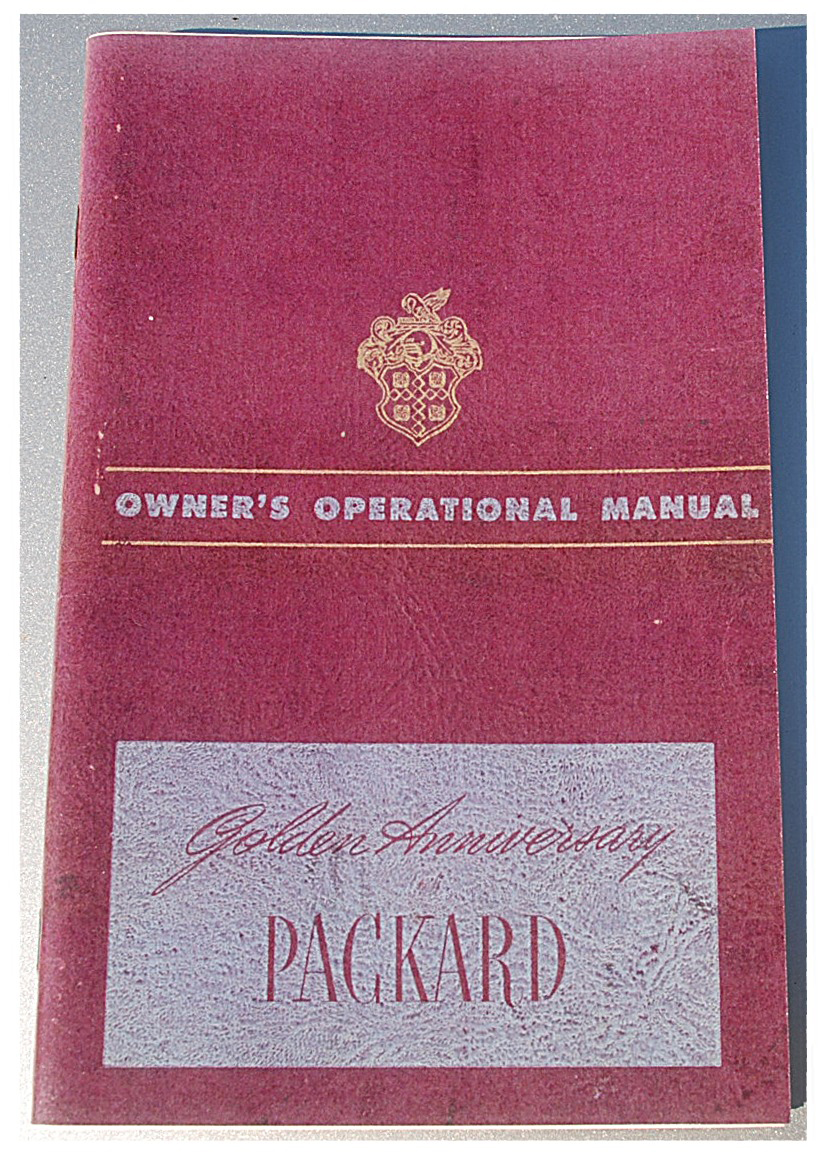 OWNER'S OPERATIONAL MANUAL
Golden Anniversary
PACKARD